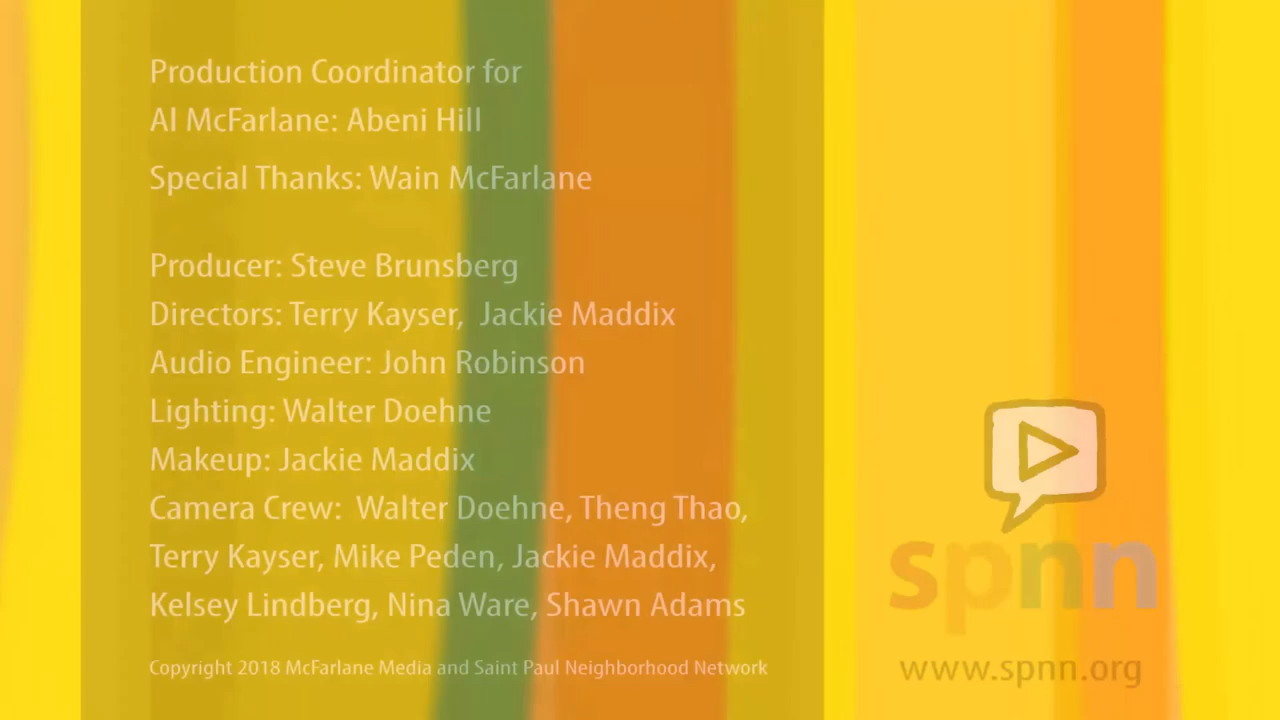 Production Coordinator for
Al McFarlane: Abeni Hill
Special Thanks: Wain McFarlane
Producer: Steve Brunsberg
Directors: Terry Kayser,  Jackie Maddix
Audio Engineer: John Robinson
Lighting: Walter Doehne
Makeup: Jackie Maddix
Camera Crew:  Walter Doehne, Theng Thao,
Terry Kayser, Mike Peden, Jackie Maddix,
Kelsey Lindberg, Nina Ware, Shawn Adams
Copyright 2018 McFarlane Media and Saint Paul Neighborhood Network
spnn
www.spnn.org